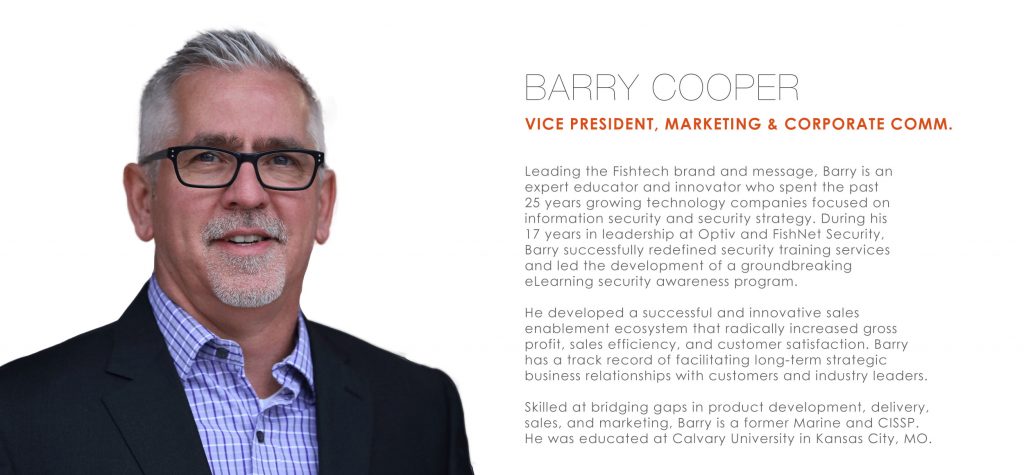 BARRY COOPER
VICE PRESIDENT, MARKETING & CORPORATE COMM.
Leading the Fishtech brand and message, Barry is an
expert educator and innovator who spent the past
25 years growing technology companies focused on
information security and security strategy. During his
17 years in leadership at Optiv and FishNet Security,
Barry successfully redefined security training services
and led the development of a groundbreaking
eLearning security awareness program.
He developed a successful and innovative sales
enablement ecosystem that radically increased gross
profit, sales efficiency, and customer satisfaction. Barry
has a track record of facilitating long-term strategic
business relationships with customers and industry leaders.
Skilled at bridging gaps in product development, delivery,
sales, and marketing, Barry is a former Marine and CISSP.
He was educated at Calvary University in Kansas City, MO.